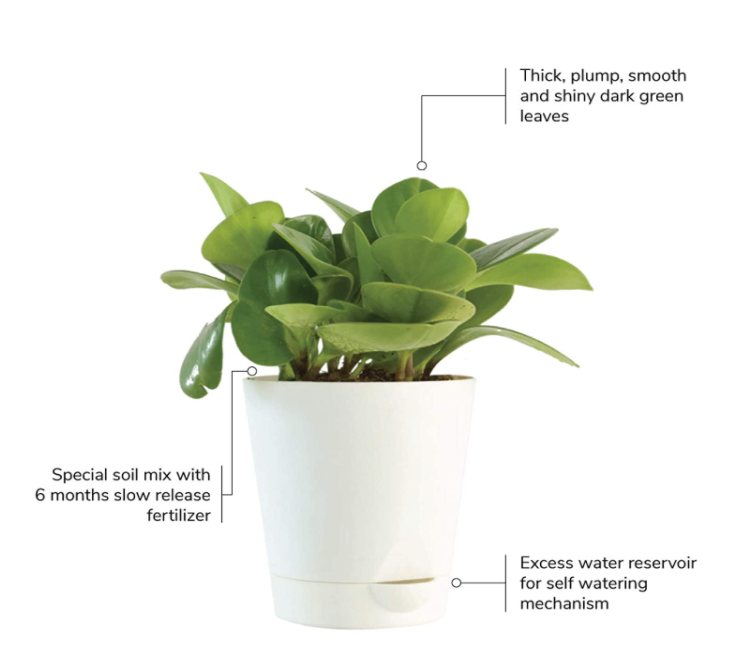 Thick, plump, smooth
and shiny dark green
leaves
Special soil mix with
6 months slow release
fertilizer
Excess water reservoir
for self watering
mechanism